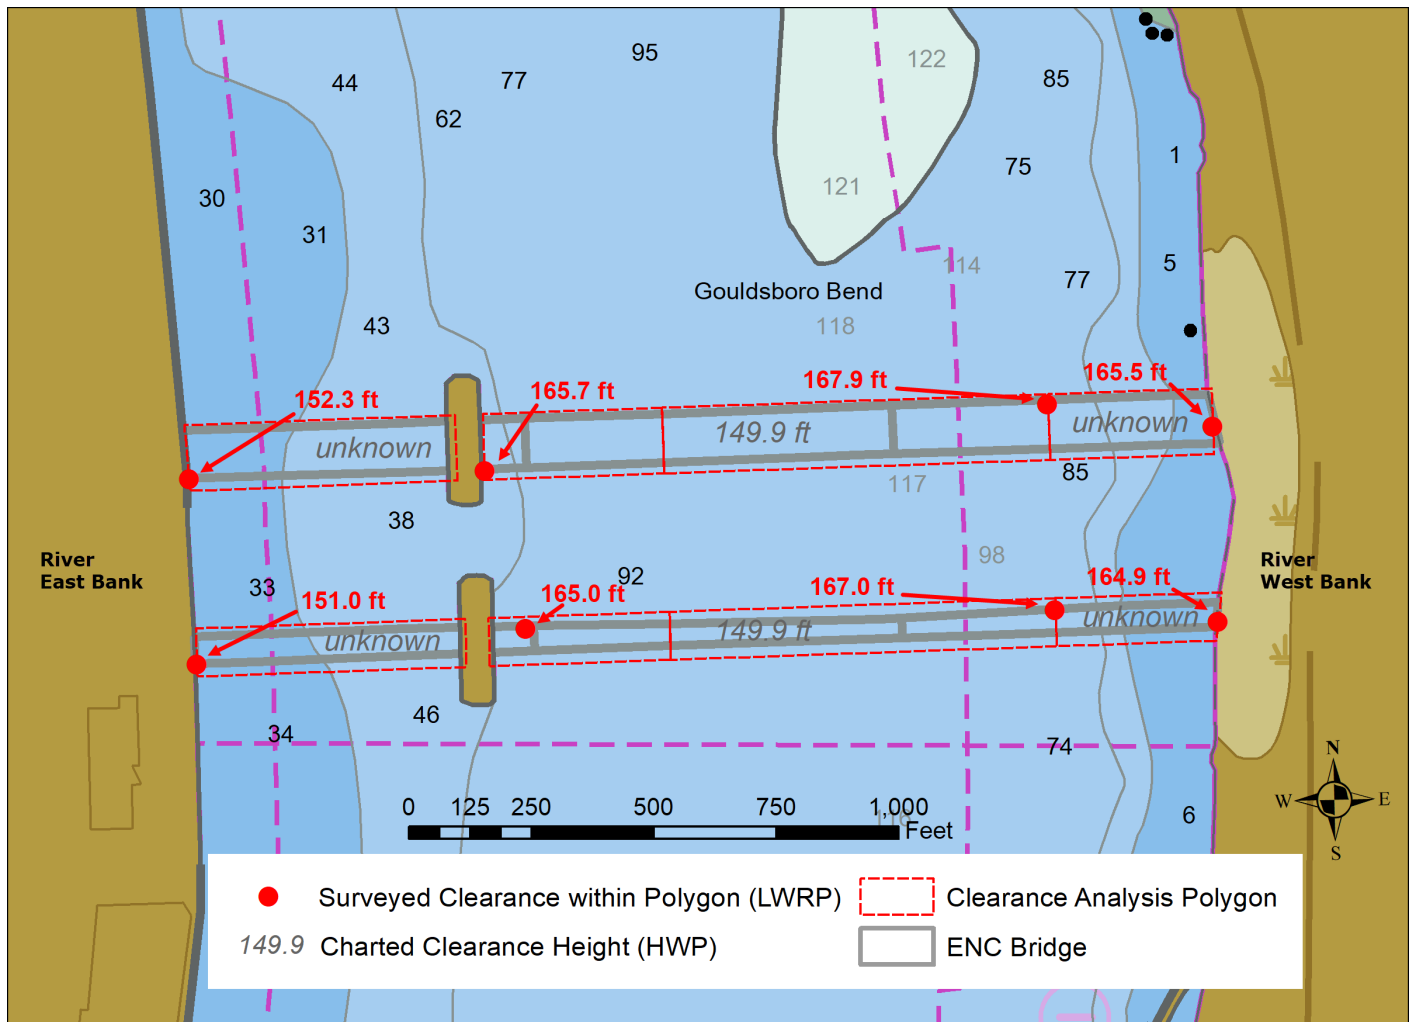 95
122
77
44
85
62
1
75
121
30
31
5
114
77
Gouldsboro Bend
43
118
167.9 ft
165.5 ft
152.3 ft
165.7 ft
unknown
149.9 ft
unknown
85
117
38
98
River
East Bank
River
West Bank
92
33
151.0 ft
165.0 ft
167.0 ft
164.9 ft
unknown
149.9 ft
unknown
46
34
74
N
W
E
S
0 125 250 500 750 1,000
Feet
6
Surveyed Clearance within Polygon (LWRP)
Clearance Analysis Polygon
149.9 Charted Clearance Height (HWP)
ENC Bridge